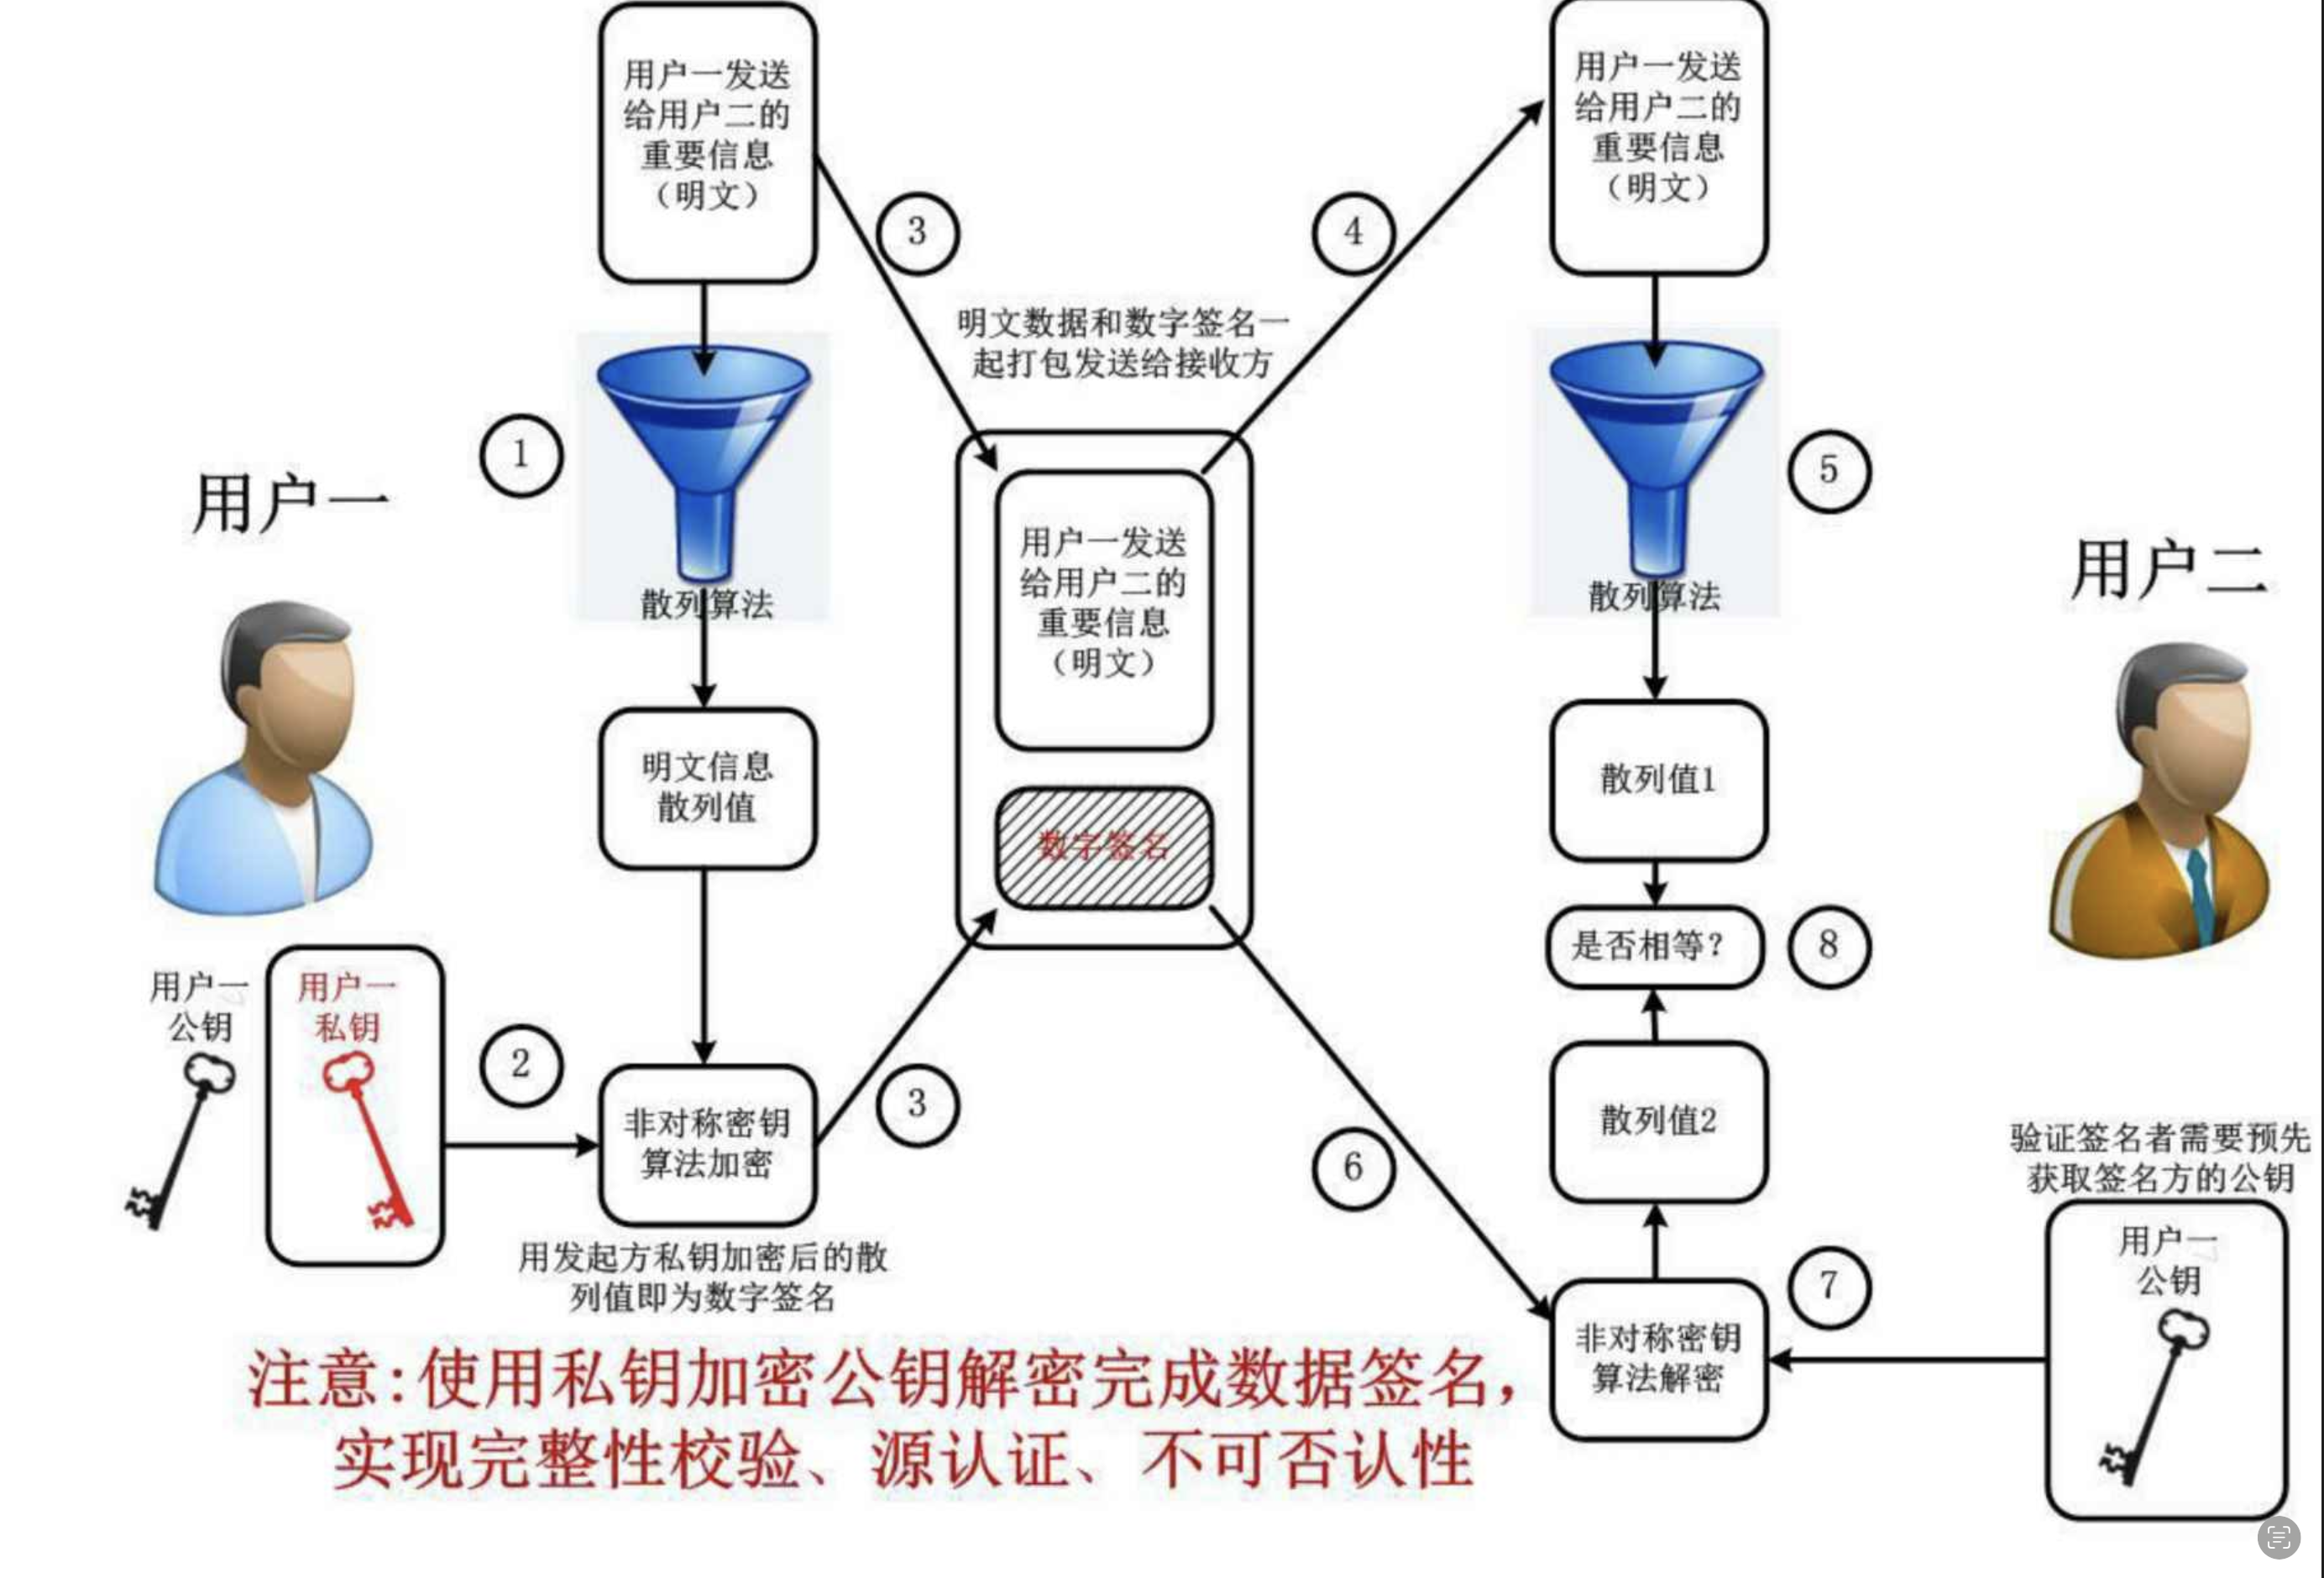 用户一发送
给用户二的
重要信息
（明文）
用户一发送
给用户二的
重要信息
（明文）
3
4
明文数据和数字签名一
起打包发送给接收方
1
5
用户一
用户二
散列算法
散列算法
用户一发送
给用户二的
重要信息
（明文）
明文信息
散列值
数字签名
散列值1
是否相等？
8
用户一
公钥
用户一
私钥
2
非对称密钥
算法加密
3
用发起方私钥加密后的散
列值即为数字签名
6
散列值2
验证签名者需要预先
获取签名方的公钥
7
用户一
公钥
非对称密钥
算法解密
注意:使用私钥加密公钥解密完成数据签名，
实现完整性校验、源认证、不可否认性